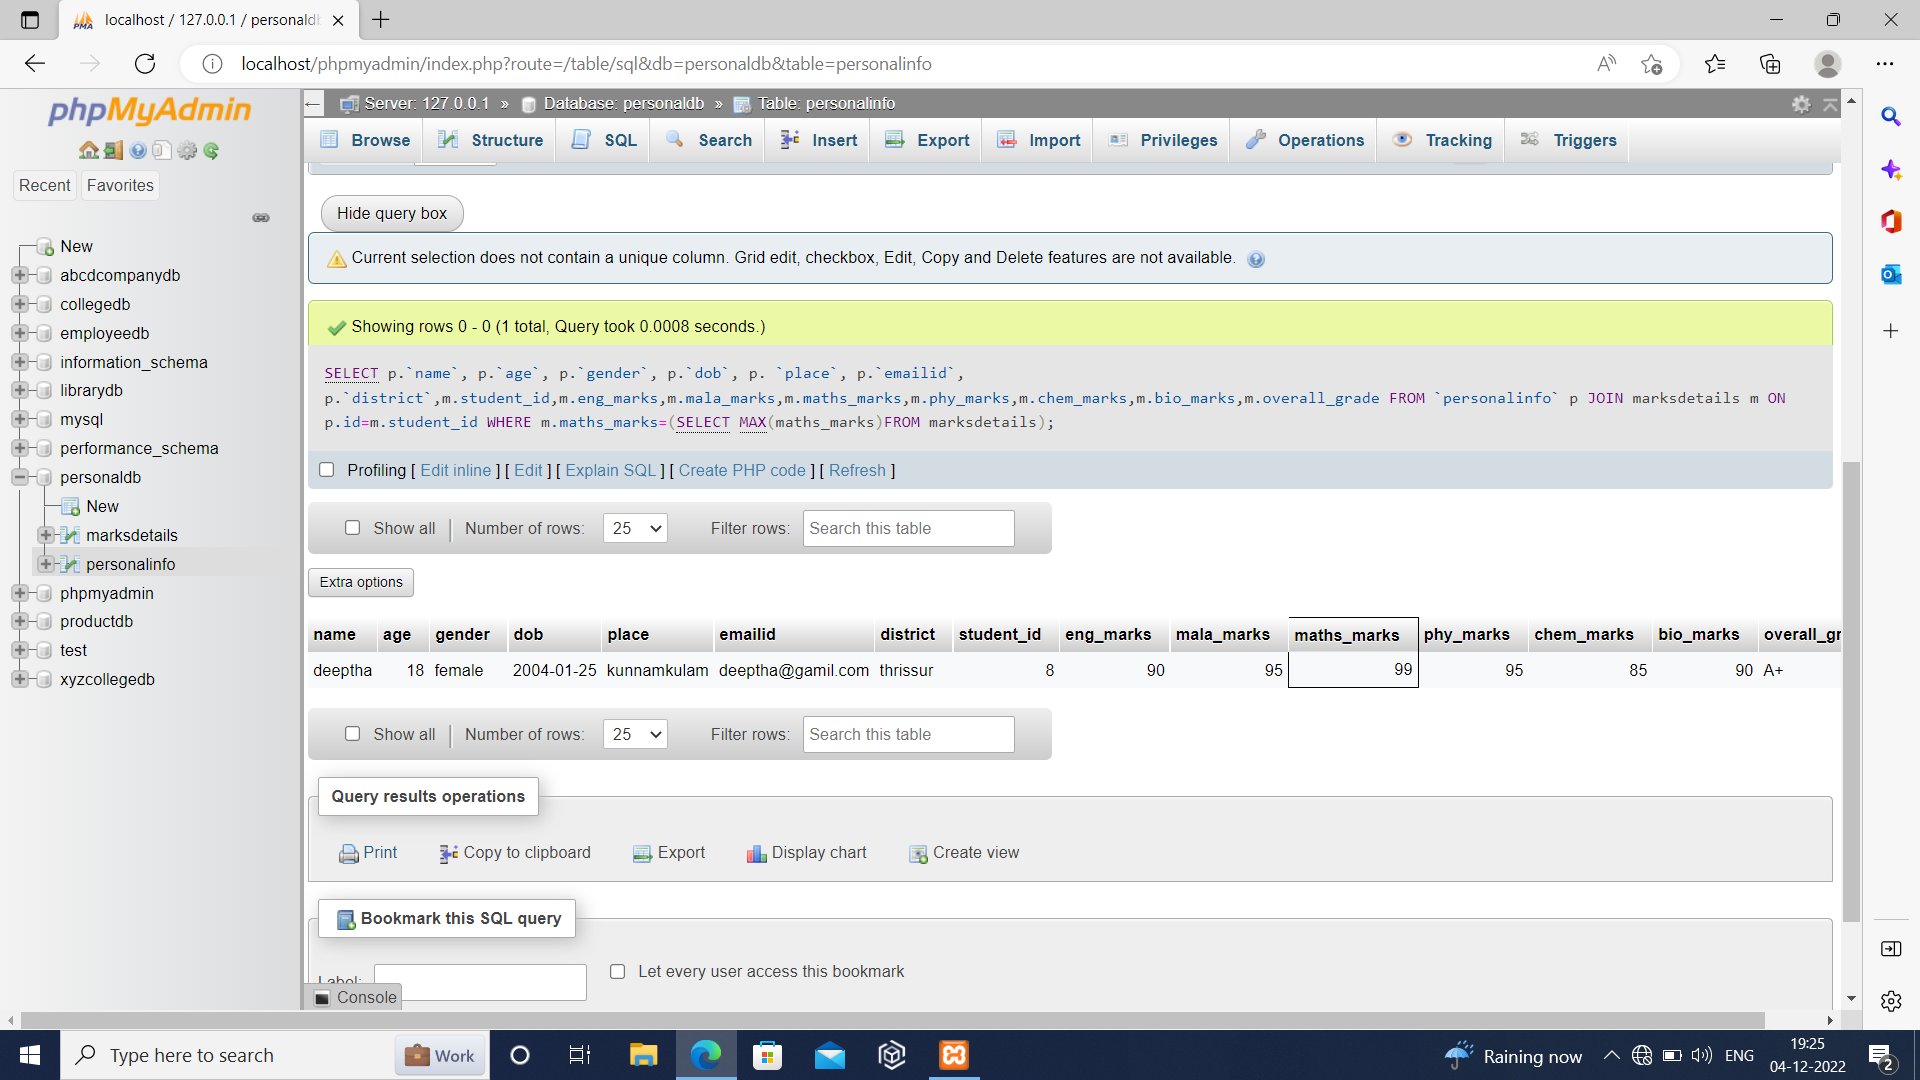 localhost / 127.0.0.1 / personaldb
localhost/phpmyadmin/index.php?route=/table/sql&db=personaldb&table=personalinfo
phpMyAdmin
Server: 127.0.0.1 » Database: personaldb » Table: personalinfo
Browse Structure SQL Search Insert Export Import Privileges Operations Tracking Triggers
Recent Favorites
New
abcdcompanydb
collegedb
employeedb
information_schema
librarydb
mysql
performance_schema
personaldb
New
marksdetails
personalinfo
phpmyadmin
productdb
test
xyzcollegedb
Hide query box
Current selection does not contain a unique column. Grid edit, checkbox, Edit, Copy and Delete features are not available.
Showing rows 0 - 0 (1 total, Query took 0.0008 seconds.)
SELECT p.`name`, p.`age`, p.`gender`, p.`dob`, p. `place`, p.`emailid`,
p.`district`,m.student_id,m.eng_marks,m.mala_marks,m.maths_marks,m.phy_marks,m.chem_marks,m.bio_marks,m.overall_grade FROM `personalinfo` p JOIN marksdetails m ON
p.id=m.student_id WHERE m.maths_marks=(SELECT MAX(maths_marks)FROM marksdetails);
Profiling [ Edit inline ] [ Edit ] [ Explain SQL ] [ Create PHP code ] [ Refresh ]
Show all | Number of rows: 25 Filter rows: Search this table
Extra options
name age gender dob place emailid district student_id eng_marks mala_marks maths_marks phy_marks chem_marks bio_marks overall_gr
deeptha 18 female 2004-01-25 kunnamkulam deeptha@gamil.com thrissur 8 90 95 99 95 85 90 A+
Show all | Number of rows: 25 Filter rows: Search this table
Query results operations
Print Copy to clipboard Export Display chart Create view
Bookmark this SQL query
Label: Let every user access this bookmark
Console
Type here to search Work Raining now ENG 19:25
04-12-2022 2